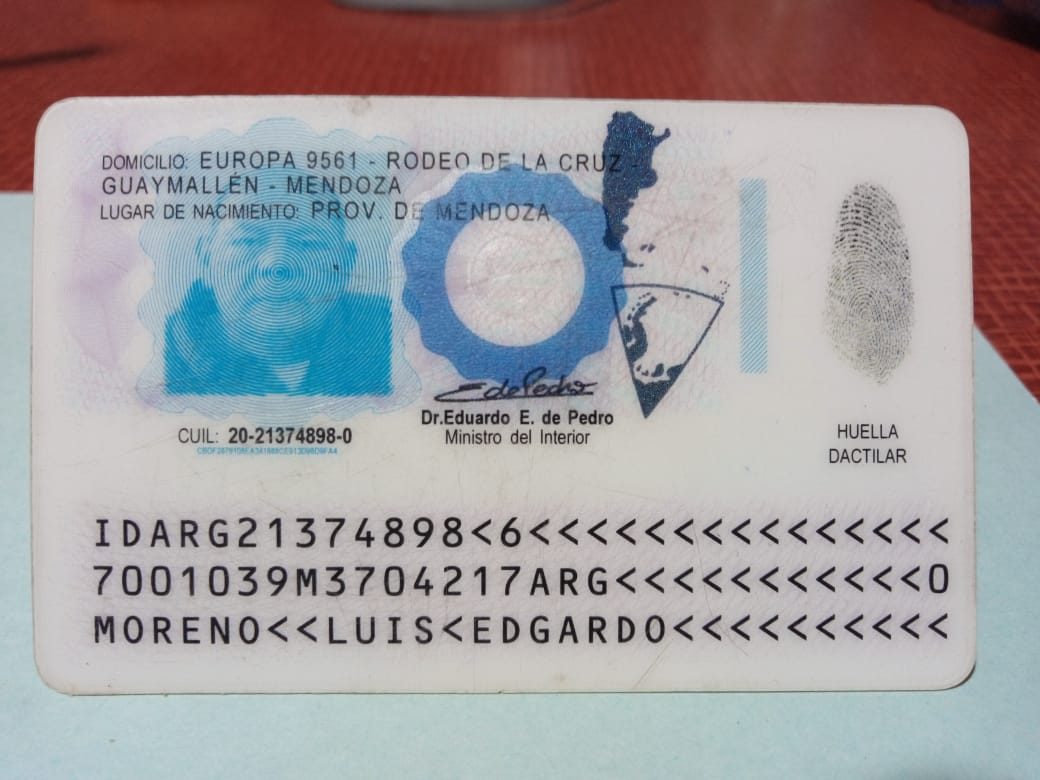 DOMICILIO: EUROPA 9561 - RODEO DE LA CRUZ -
GUAYMALLÉN - MENDOZA
LUGAR DE NACIMIENTO: PROV. DE MENDOZA
EdePedro
Dr.Eduardo E. de Pedro
Ministro del Interior
CUIL: 20-21374898-0
HUELLA
DACTILAR
IDARG21374898<6<<<<<<<<<<<<<<<
7001039M3704217ARG<<<<<<<<<<<0
MORENO<<LUIS<EDGARDO<<<<<<<<<<